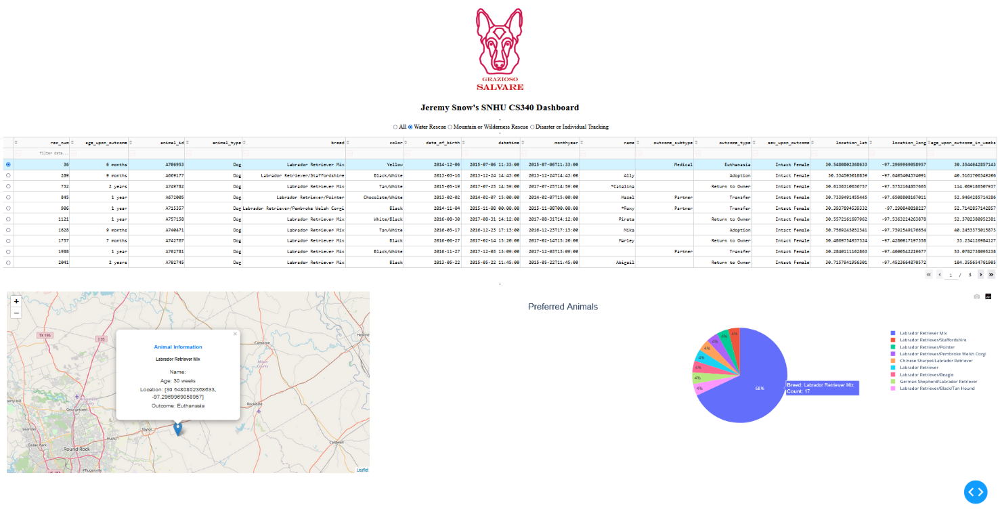 GRAZIOSO
SALVARE
Jeremy Snow's SNHU CS340 Dashboard
All Water Rescue Mountain or Wilderness Rescue Disaster or Individual Tracking
rec_num age_upon_outcome animal_id animal_type breed color date_of_birth datetime monthyear name outcome_subtype outcome_type sex_upon_outcome location_lat location_long age_upon_outcome_in_weeks
filter data...
36 6 months A706953 Dog Labrador Retriever Mix Yellow 2014-12-06 2015-07-06 11:33:00 2015-07-06T11:33:00 Medical Euthanasia Intact Female 30.5480802368633 -97.2969969058957 30.3544642857143
289 9 months A669177 Dog Labrador Retriever/Staffordshire Black/White 2013-03-16 2013-12-24 14:43:00 2013-12-24T14:43:00 Ally Adoption Intact Female 30.334503018839 -97.6405404574091 40.5161706349206
732 2 years A749782 Dog Labrador Retriever Mix Tan/White 2015-05-19 2017-07-25 14:59:00 2017-07-25T14:59:00 *Catalina Return to Owner Intact Female 30.6138310636757 -97.5752164857665 114.089186507937
845 1 year A672005 Dog Labrador Retriever/Pointer Chocolate/White 2013-02-02 2014-02-07 15:00:00 2014-02-07T15:00:00 Hazel Partner Transfer Intact Female 30.7339491455445 -97.6508808167011 52.9464285714286
906 1 year A715357 Dog Labrador Retriever/Pembroke Welsh Corgi Black 2014-11-04 2015-11-08 00:00:00 2015-11-08T00:00:00 *Roxy Partner Transfer Intact Female 30.3937894539332 -97.290840810227 52.7142857142857
1121 1 year A757158 Dog Labrador Retriever Mix White/Black 2016-08-30 2017-08-31 14:12:00 2017-08-31T14:12:00 Pirata Return to Owner Intact Female 30.5572161697962 -97.5363224263878 52.3702380952381
1628 9 months A740471 Dog Labrador Retriever Mix Tan/White 2016-03-17 2016-12-23 17:13:00 2016-12-23T17:13:00 Mika Adoption Intact Female 30.7569243032341 -97.7392549176654 40.2453373015873
1757 7 months A742767 Dog Labrador Retriever Mix Black 2016-06-27 2017-02-14 15:20:00 2017-02-14T15:20:00 Marley Return to Owner Intact Female 30.4869754937324 -97.4280017197358 33.234126984127
1988 1 year A762781 Dog Labrador Retriever Mix Black/White 2016-11-27 2017-12-03 13:09:00 2017-12-03T13:09:00 Partner Transfer Intact Female 30.2840111162863 -97.4600542219677 53.0782738095238
2041 2 years A702745 Dog Labrador Retriever Mix Black 2013-05-22 2015-05-22 11:45:00 2015-05-22T11:45:00 Abigail Return to Owner Intact Female 30.7157941956301 -97.4523664870572 104.355654761905
1 / 3
+
−
TX 195
I 35
Hearne
Cameron
Milam
County
Rockdale
Georgetown
Leander
Taylor
Hutto
Cedar Park
Round Rock
Pflugerville
Caldwell
×
Animal Information
Labrador Retriever Mix
Name:
Age: 30 weeks
Location: [30.5480802368633,
-97.2969969058957]
Outcome: Euthanasia
Leaflet
Preferred Animals
4% 4% 4% 4% 4% 4% 4% 4%
68%
Breed: Labrador Retriever Mix
Count: 17
Labrador Retriever Mix
Labrador Retriever/Staffordshire
Labrador Retriever/Pointer
Labrador Retriever/Pembroke Welsh Corgi
Chinese Sharpei/Labrador Retriever
Labrador Retriever
Labrador Retriever/Beagle
German Shepherd/Labrador Retriever
Labrador Retriever/Black/Tan Hound